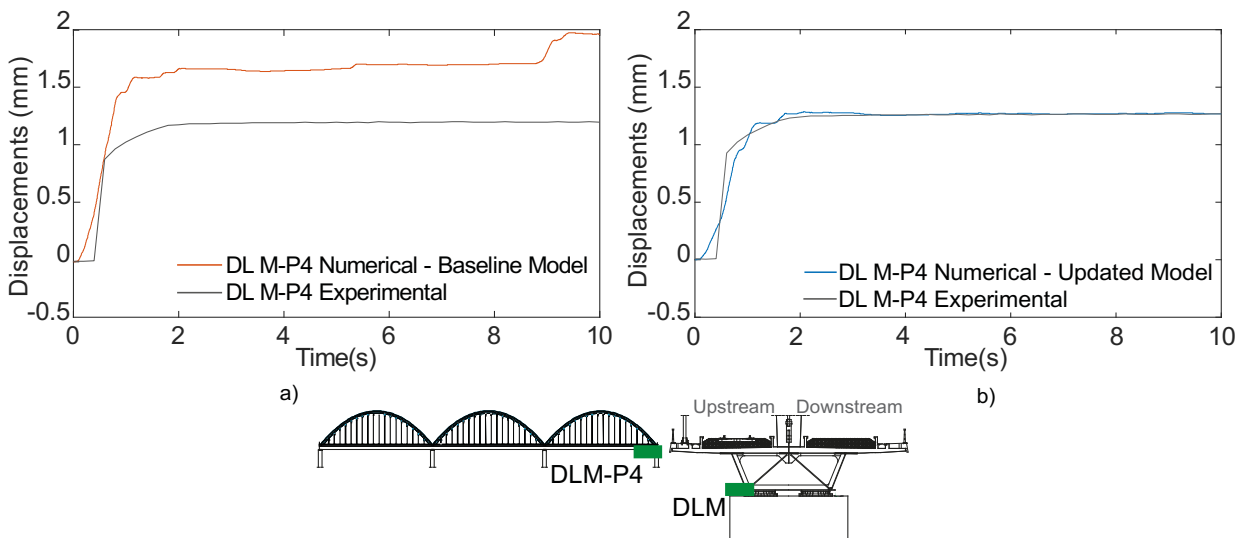 2
1.5
1
0.5
0
-0.5
Displacements (mm)
DL M-P4 Numerical - Baseline Model
DL M-P4 Experimental
0 2 4 6 8 10
Time(s)
a)
2
1.5
1
0.5
0
-0.5
Displacements (mm)
DL M-P4 Numerical - Updated Model
DL M-P4 Experimental
0 2 4 6 8 10
Time(s)
b)
Upstream Downstream
DLM-P4
DLM